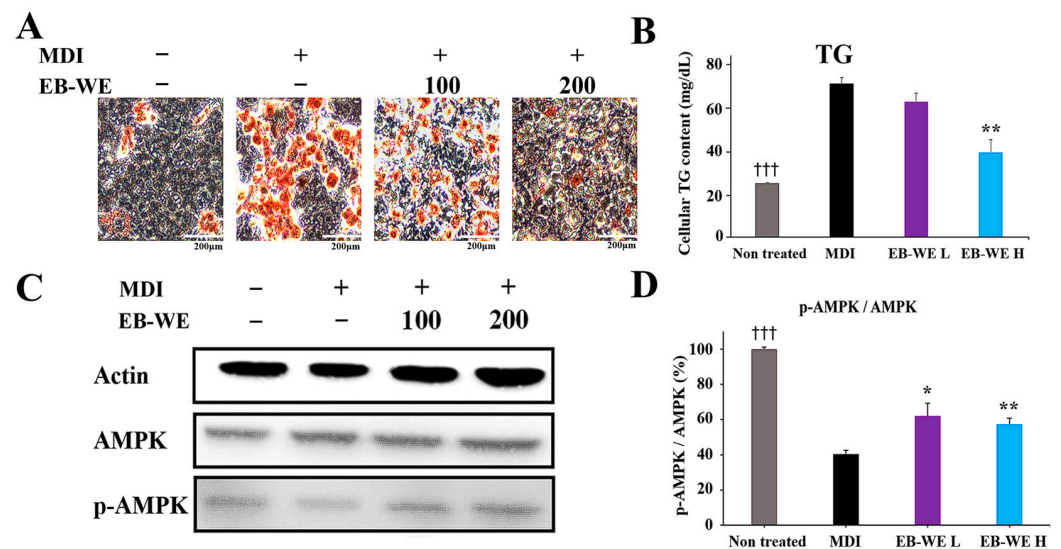 A
MDI − + + +
EB-WE − − 100 200
200μm 200μm 200μm 200μm
B
TG
Cellular TG content (mg/dL)
80
60
40
20
0
††† **
Non treated MDI EB-WE L EB-WE H
C
MDI − + + +
EB-WE − − 100 200
Actin
AMPK
p-AMPK
D
p-AMPK / AMPK
p-AMPK / AMPK (%)
100
80
60
40
20
0
††† * **
Non treated MDI EB-WE L EB-WE H